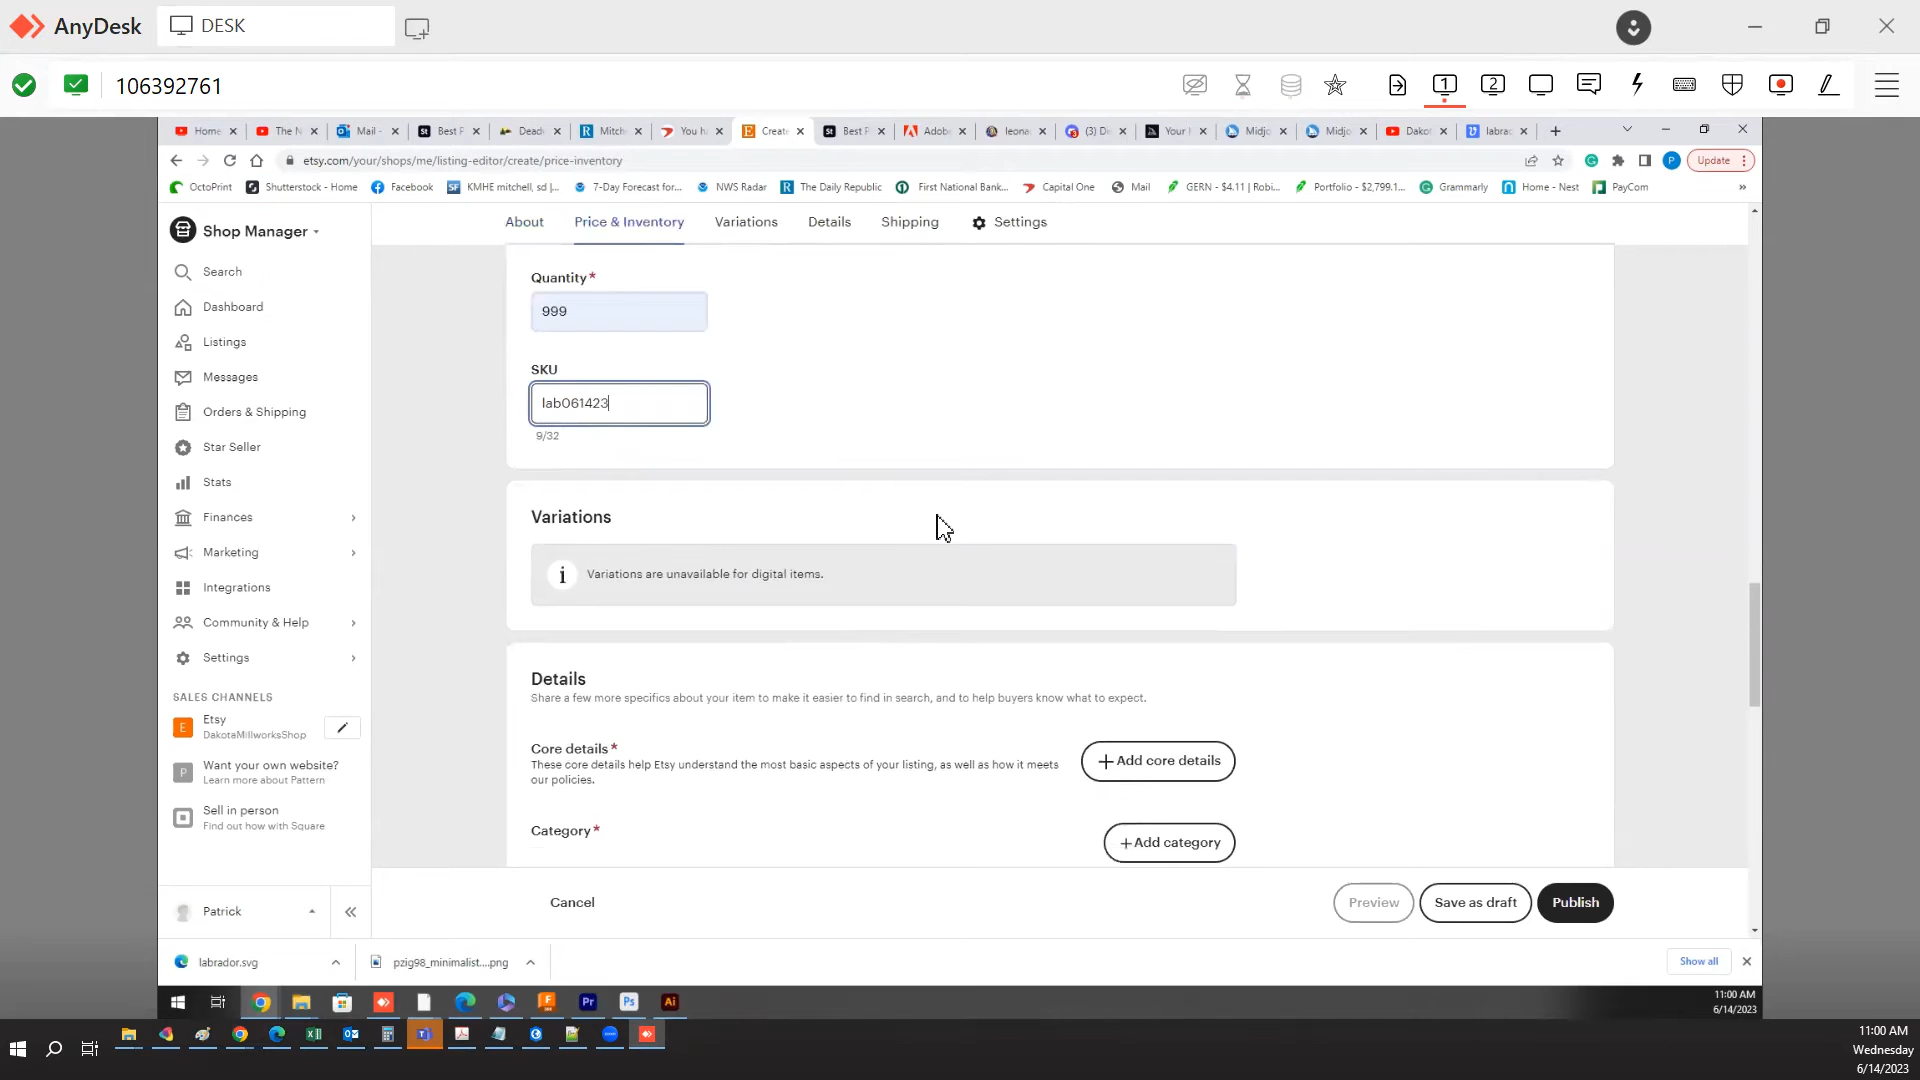 AnyDesk
DESK
106392761
1
2
Home
The N
Mail -
Best P
Deadw
Mitch
You h
Create
Best P
Adob
leona
(3) Di
Your
Midjo
Midjo
Dakot
labrac
etsy.com/your/shops/me/listing-editor/create/price-inventory
P
Update
OctoPrint
Shutterstock - Home
Facebook
KMHE mitchell, sd |...
7-Day Forecast for...
NWS Radar
The Daily Republic
First National Bank...
Capital One
Mail
GERN - $4.11 | Robi...
Portfolio - $2,799.1...
Grammarly
Home - Nest
PayCom
»
Shop Manager
About
Price & Inventory
Variations
Details
Shipping
Settings
Search
Dashboard
Listings
Messages
Orders & Shipping
Star Seller
Stats
Finances
Marketing
Integrations
Community & Help
Settings
SALES CHANNELS
E
Etsy
DakotaMillworksShop
P
Want your own website?
Learn more about Pattern
Sell in person
Find out how with Square
Patrick
Quantity*
999
SKU
lab061423
9/32
Variations
Variations are unavailable for digital items.
Details
Share a few more specifics about your item to make it easier to find in search, and to help buyers know what to expect.
Core details*
These core details help Etsy understand the most basic aspects of your listing, as well as how it meets
our policies.
+Add core details
Category*
+Add category
Cancel
Preview
Save as draft
Publish
labrador.svg
pzig98_minimalist....png
Show all
Pr
Ps
Ai
11:00 AM
6/14/2023
11:00 AM
Wednesday
6/14/2023